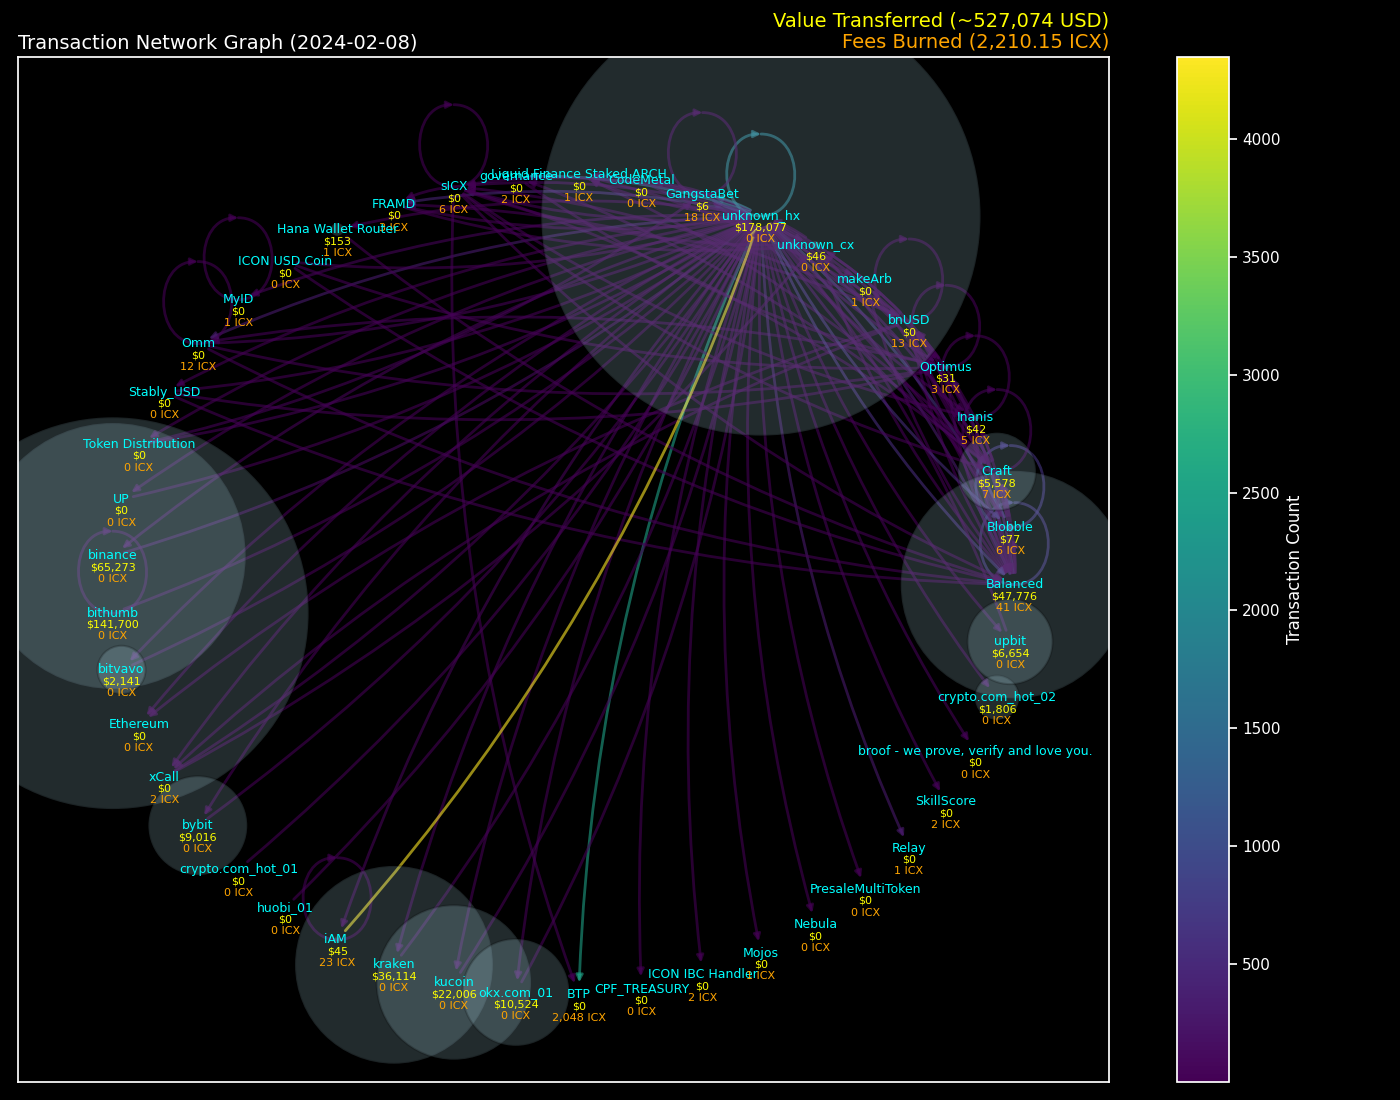 Value Transferred (~527,074 USD)
Transaction Network Graph (2024-02-08)
Fees Burned (2,210.15 ICX)
sICX
$0
6 ICX
governance
$0
2 ICX
Liquid Finance Staked ARCH
$0
1 ICX
CodeMetal
$0
0 ICX
GangstaBet
$6
18 ICX
unknown_hx
$178,077
0 ICX
FRAMD
$0
3 ICX
Hana Wallet Router
$153
1 ICX
unknown_cx
$46
0 ICX
ICON USD Coin
$0
0 ICX
makeArb
$0
1 ICX
MyID
$0
1 ICX
bnUSD
$0
13 ICX
Omm
$0
12 ICX
Optimus
$31
3 ICX
Stably_USD
$0
0 ICX
Inanis
$42
5 ICX
Token Distribution
$0
0 ICX
Craft
$5,578
7 ICX
UP
$0
0 ICX
Blobble
$77
6 ICX
binance
$65,273
0 ICX
Balanced
$47,776
41 ICX
bithumb
$141,700
0 ICX
upbit
$6,654
0 ICX
bitvavo
$2,141
0 ICX
crypto.com_hot_02
$1,806
0 ICX
Ethereum
$0
0 ICX
broof - we prove, verify and love you.
$0
0 ICX
xCall
$0
2 ICX
SkillScore
$0
2 ICX
bybit
$9,016
0 ICX
Relay
$0
1 ICX
crypto.com_hot_01
$0
0 ICX
PresaleMultiToken
$0
0 ICX
huobi_01
$0
0 ICX
Nebula
$0
0 ICX
iAM
$45
23 ICX
Mojos
$0
1 ICX
kraken
$36,114
0 ICX
ICON IBC Handler
$0
2 ICX
kucoin
$22,006
0 ICX
okx.com_01
$10,524
0 ICX
BTP
$0
2,048 ICX
CPF_TREASURY
$0
0 ICX
4000
3500
3000
2500
2000
1500
1000
500
Transaction Count